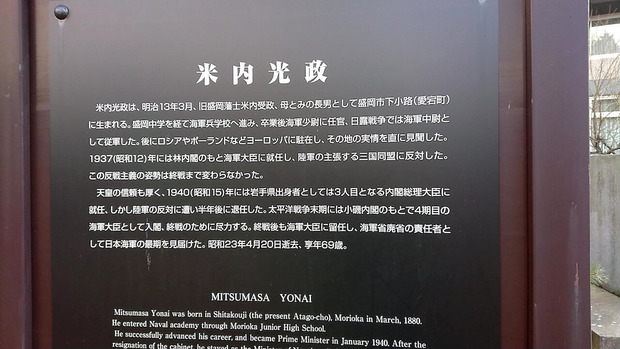 米内光政
米内光政は、明治13年3月、旧盛岡藩士米内受政、母とみの長男として盛岡市下小路(愛宕町)
に生まれる。盛岡中学を経て海軍兵学校へ進み、卒業後海軍少尉に任官、日露戦争では海軍中尉と
して従軍した。後にロシアやポーランドなどヨーロッパに駐在し、その地の実情を直に見聞した。
1937(昭和12)年には林内閣のもと海軍大臣に就任し、陸軍の主張する三国同盟に反対した。
この反戦主義の姿勢は終戦まで変わらなかった。
天皇の信頼も厚く、1940(昭和15)年には岩手県出身者としては3人目となる内閣総理大臣に
就任、しかし陸軍の反対に遭い半年後に退任した。太平洋戦争末期には小磯内閣のもとで4期目の
海軍大臣として入閣、終戦のために尽力する。終戦後も海軍大臣に留任し、海軍省廃省の責任者と
して日本海軍の最期を見届けた。昭和23年4月20日逝去、享年69歳。
MITSUMASA YONAI
Mitsumasa Yonai was born in Shitakouji (the present Atago-cho), Morioka in March, 1880.
He entered Naval academy through Morioka Junior High School.
He successfully advanced his career, and became Prime Minister in January 1940. After the
resignation of the cabinet, he stayed as the Minister of